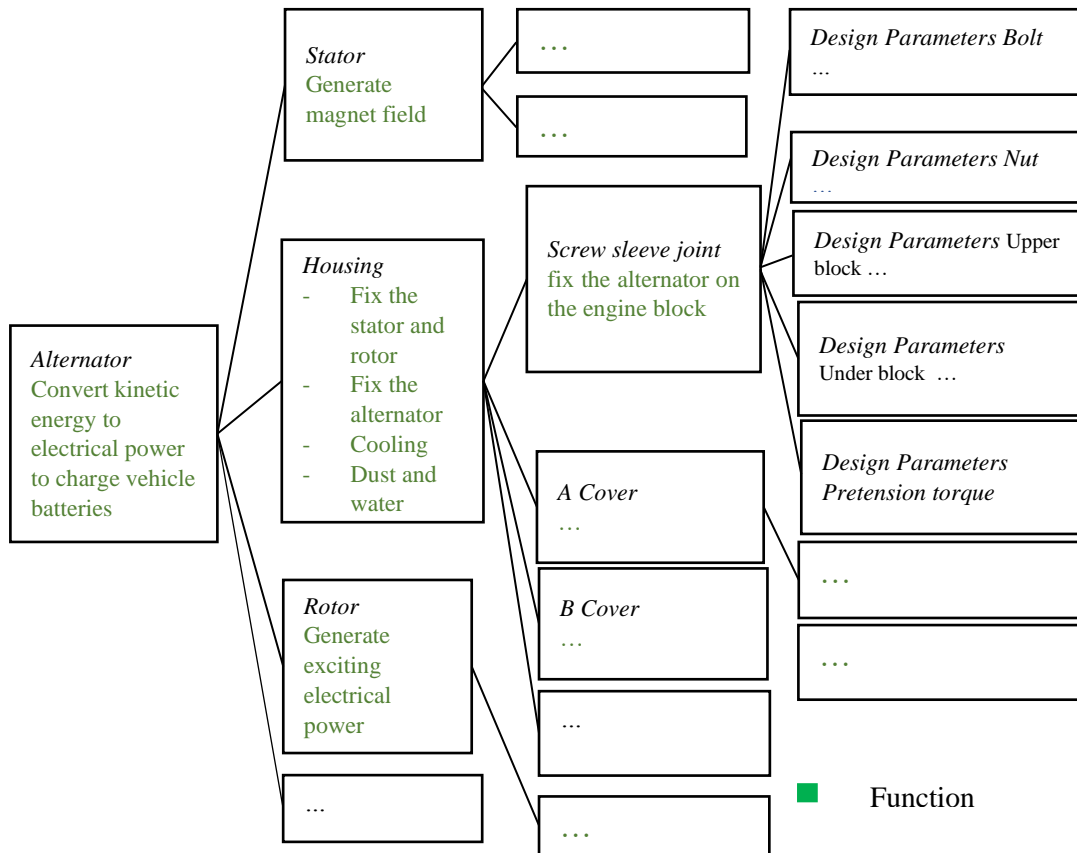 Alternator
Convert kinetic
energy to
electrical power
to charge vehicle
batteries
Stator
Generate
magnet field
Housing
- Fix the
stator and
rotor
- Fix the
alternator
- Cooling
- Dust and
water
Rotor
Generate
exciting
electrical
power
...
...
...
Screw sleeve joint
fix the alternator on
the engine block
A Cover
...
B Cover
...
...
...
Design Parameters Bolt
...
Design Parameters Nut
...
Design Parameters Upper
block ...
Design Parameters
Under block ...
Design Parameters
Pretension torque
...
...
Function